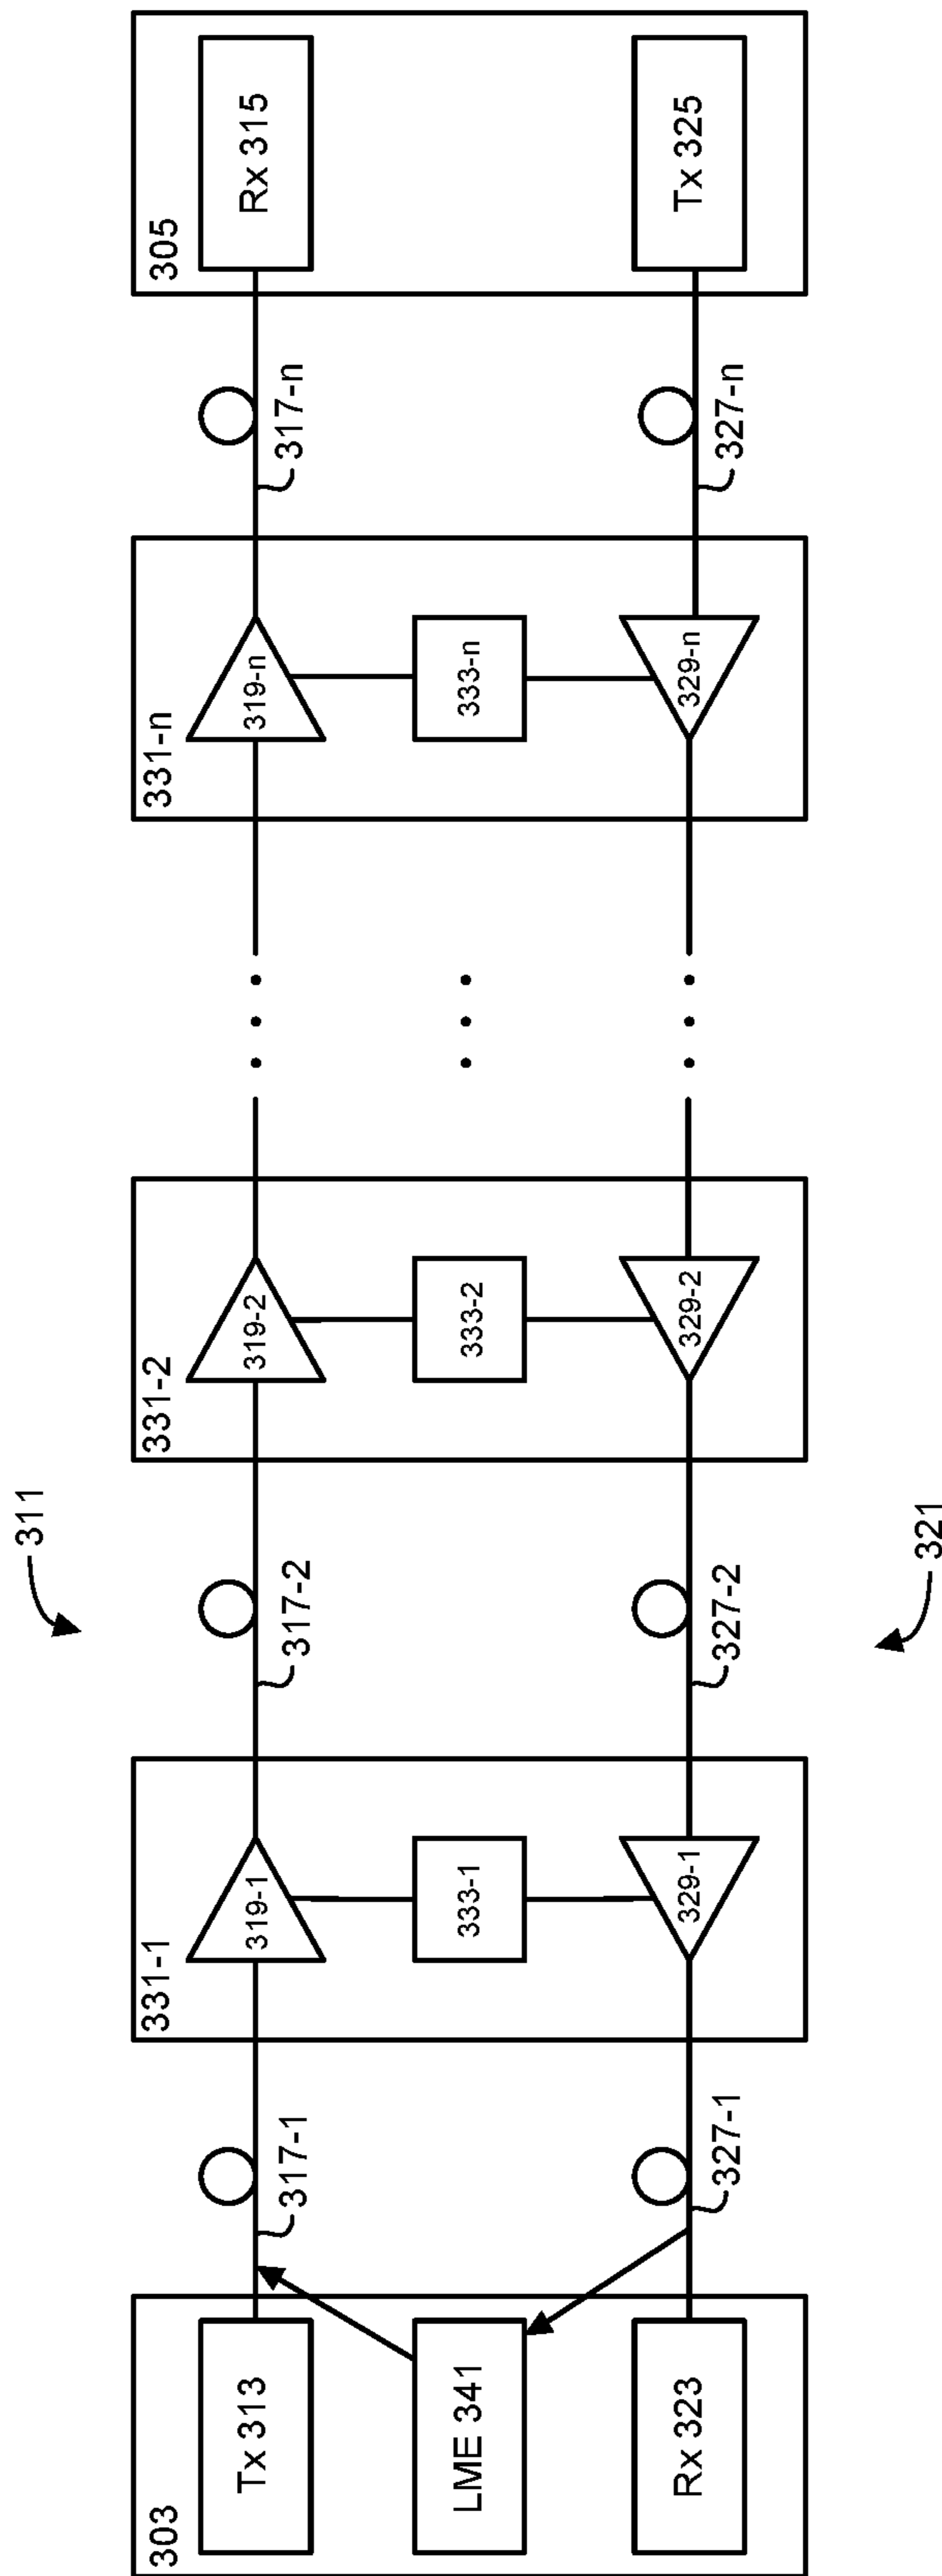 311
303
Tx 313
LME 341
Rx 323
317-1
327-1
331-1
319-1
333-1
329-1
317-2
327-2
331-2
319-2
333-2
329-2
331-n
319-n
333-n
329-n
317-n
327-n
305
Rx 315
Tx 325
321